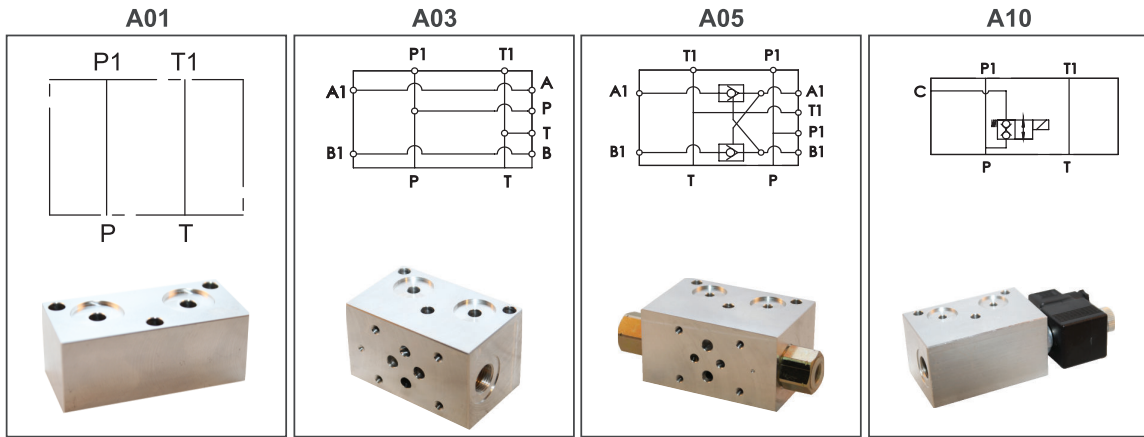 A01
P1 T1
P T
A03
P1 T1
A1 A
P
T
B1 B
P T
A05
T1 P1
A1 A1
T1
P1
B1 B1
T P
A10
P1 T1
C
P T